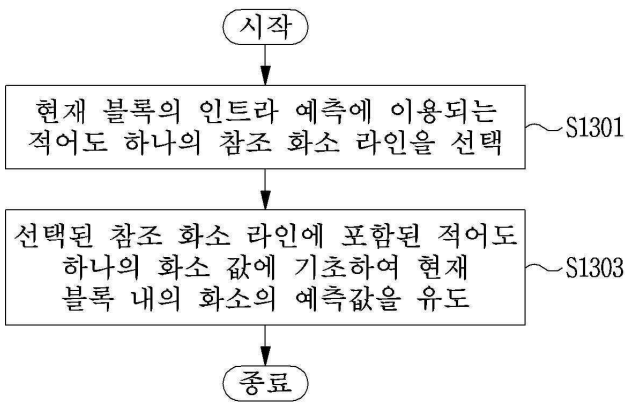 시작
현재 블록의 인트라 예측에 이용되는
적어도 하나의 참조 화소 라인을 선택
S1301
선택된 참조 화소 라인에 포함된 적어도
하나의 화소 값에 기초하여 현재
블록 내의 화소의 예측값을 유도
S1303
종료